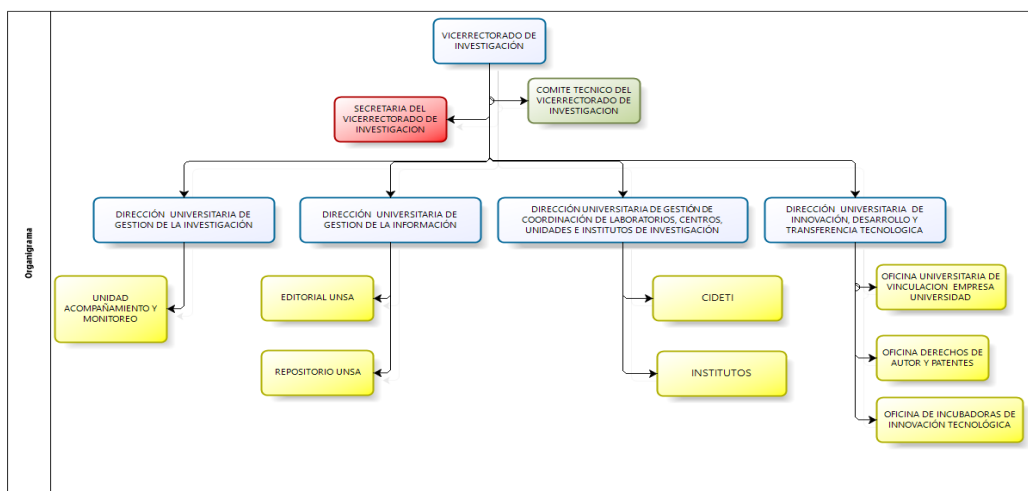 Organigrama
VICERRECTORADO DE
INVESTIGACIÓN
COMITE TECNICO DEL
VICERRECTORADO DE
INVESTIGACION
SECRETARIA DEL
VICERRECTORADO DE
INVESTIGACION
DIRECCIÓN UNIVERSITARIA DE
GESTION DE LA INVESTIGACIÓN
DIRECCIÓN UNIVERSITARIA DE
GESTION DE LA INFORMACIÓN
DIRECCIÓN UNIVERSITARIA DE GESTIÓN DE
COORDINACIÓN DE LABORATORIOS, CENTROS,
UNIDADES E INSTITUTOS DE INVESTIGACIÓN
DIRECCIÓN UNIVERSITARIA DE
INNOVACIÓN, DESARROLLO Y
TRANSFERENCIA TECNOLOGICA
UNIDAD
ACOMPAÑAMIENTO Y
MONITOREO
EDITORIAL UNSA
CIDETI
OFICINA UNIVERSITARIA DE
VINCULACION EMPRESA
UNIVERSIDAD
REPOSITORIO UNSA
INSTITUTOS
OFICINA DERECHOS DE
AUTOR Y PATENTES
OFICINA DE INCUBADORAS DE
INNOVACIÓN TECNOLÓGICA